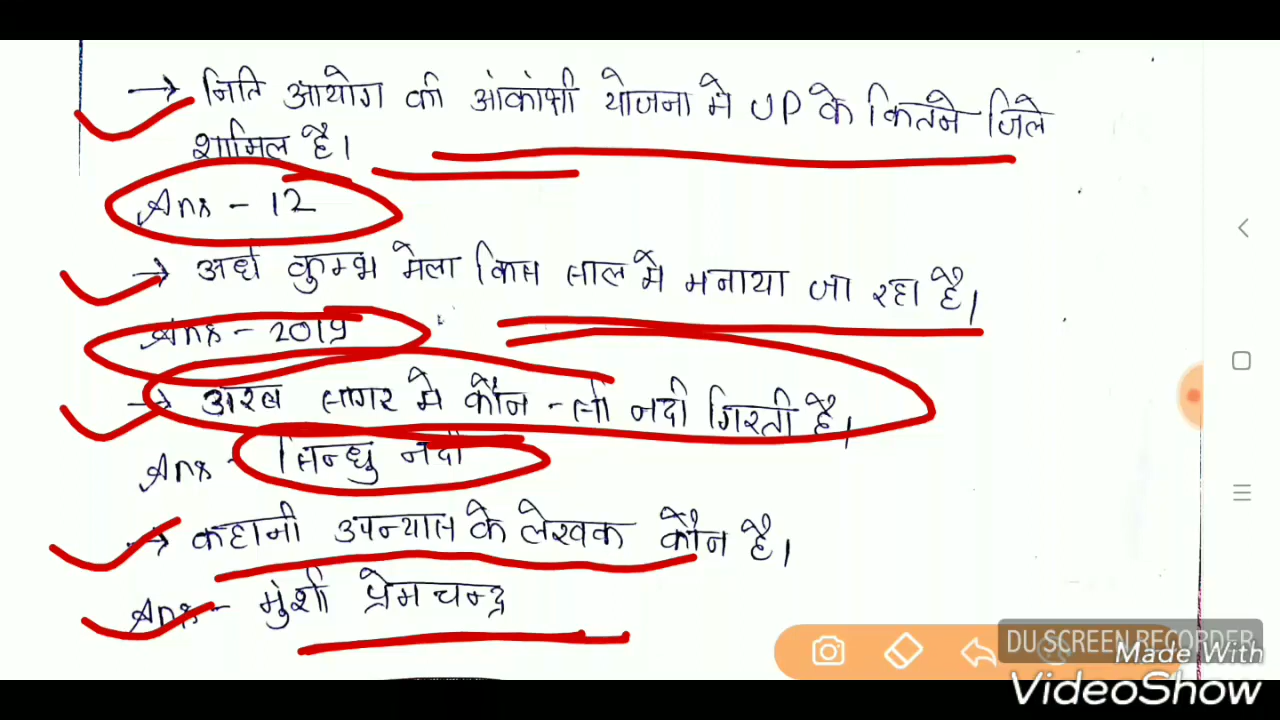 → निति आयोग की आंकांक्षी योजना मे UP के कितने जिले
शामिल है।
Ans - 12
→ अर्ध कुम्भ मेला किस साल मे मनाया जा रहा है।
Ans - 2019
→ अरब सागर मे कौन - सी नदी गिरती है।
Ans - सिन्धु नदी
→ कहानी उपन्यास के लेखक कौन है।
Ans - मुंशी प्रेमचन्द्र
DU SCREEN RECORDER
Made With
VideoShow